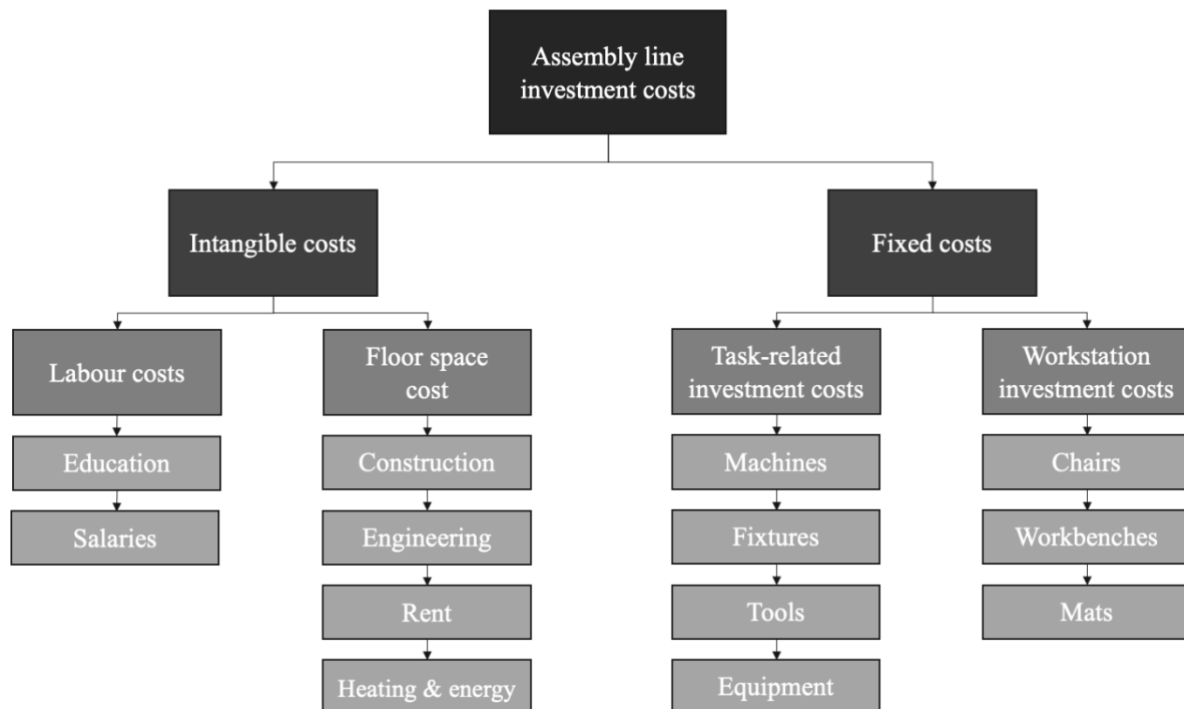 Assembly line
investment costs
Intangible costs
Fixed costs
Labour costs
Floor space
cost
Task-related
investment costs
Workstation
investment costs
Education
Construction
Machines
Chairs
Salaries
Engineering
Fixtures
Workbenches
Rent
Tools
Mats
Heating & energy
Equipment